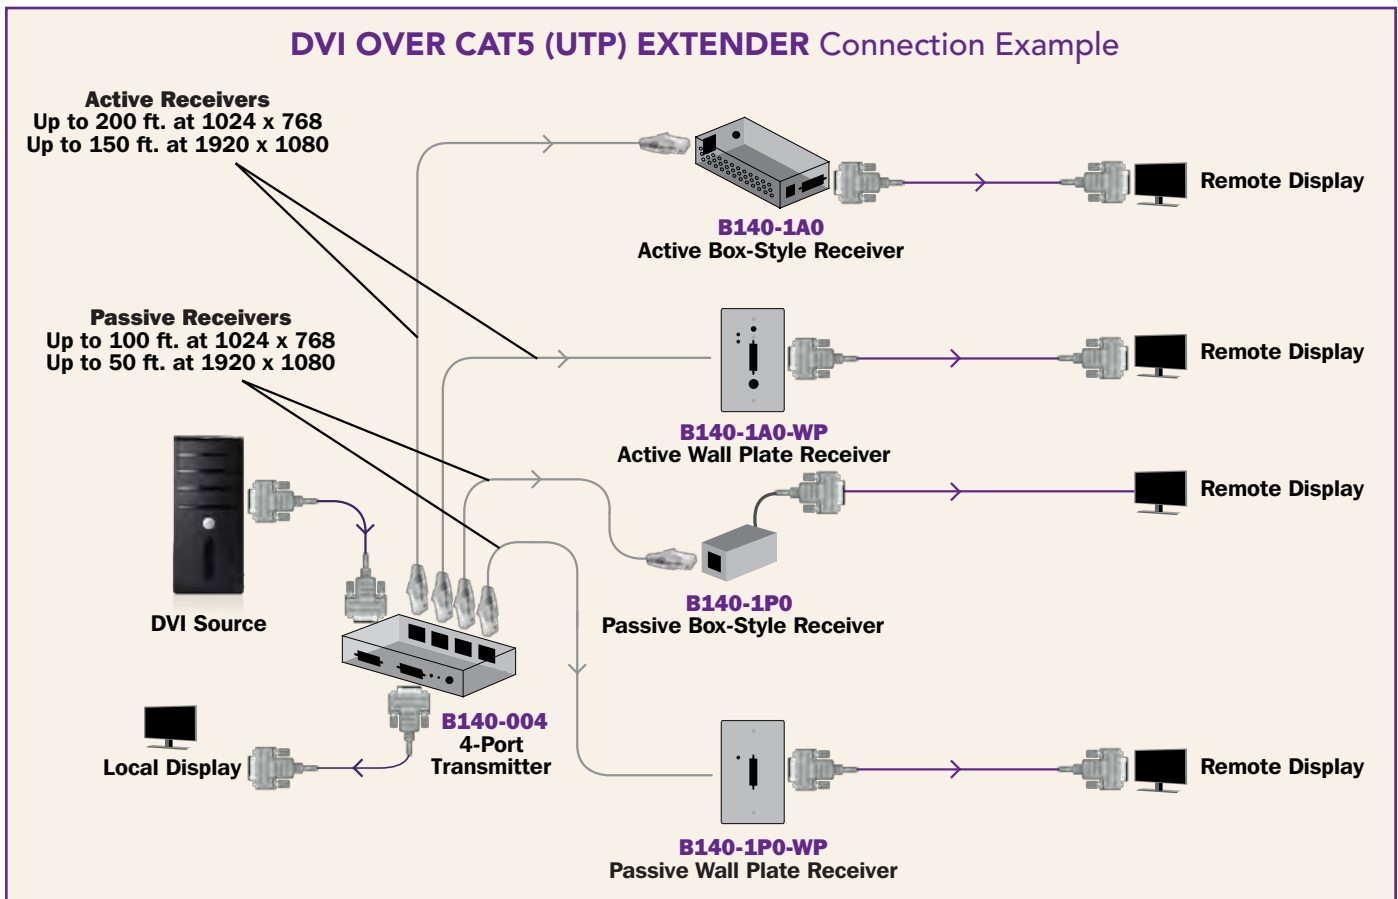 DVI OVER CAT5 (UTP) EXTENDER Connection Example
Active Receivers
Up to 200 ft. at 1024 x 768
Up to 150 ft. at 1920 x 1080
Remote Display
B140-1A0
Active Box-Style Receiver
Passive Receivers
Up to 100 ft. at 1024 x 768
Up to 50 ft. at 1920 x 1080
Remote Display
B140-1A0-WP
Active Wall Plate Receiver
Remote Display
DVI Source
B140-1P0
Passive Box-Style Receiver
B140-004
4-Port
Transmitter
Local Display
Remote Display
B140-1P0-WP
Passive Wall Plate Receiver